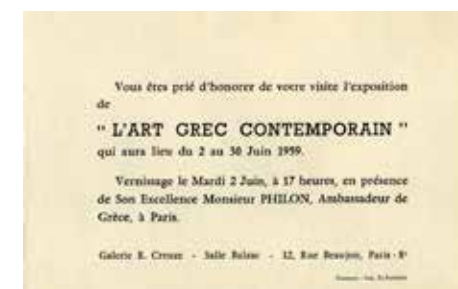 Vous êtes prié d'honorer de votre visite l'exposition
de
" L'ART GREC CONTEMPORAIN "
qui aura lieu du 2 au 30 Juin 1959.
Vernissage le Mardi 2 Juin, à 17 heures, en présence
de Son Excellence Monsieur PHILON, Ambassadeur de
Grèce, à Paris.
Galerie R. Creuze - Salle Balzac - 12, Rue Beaujon, Paris - 8e